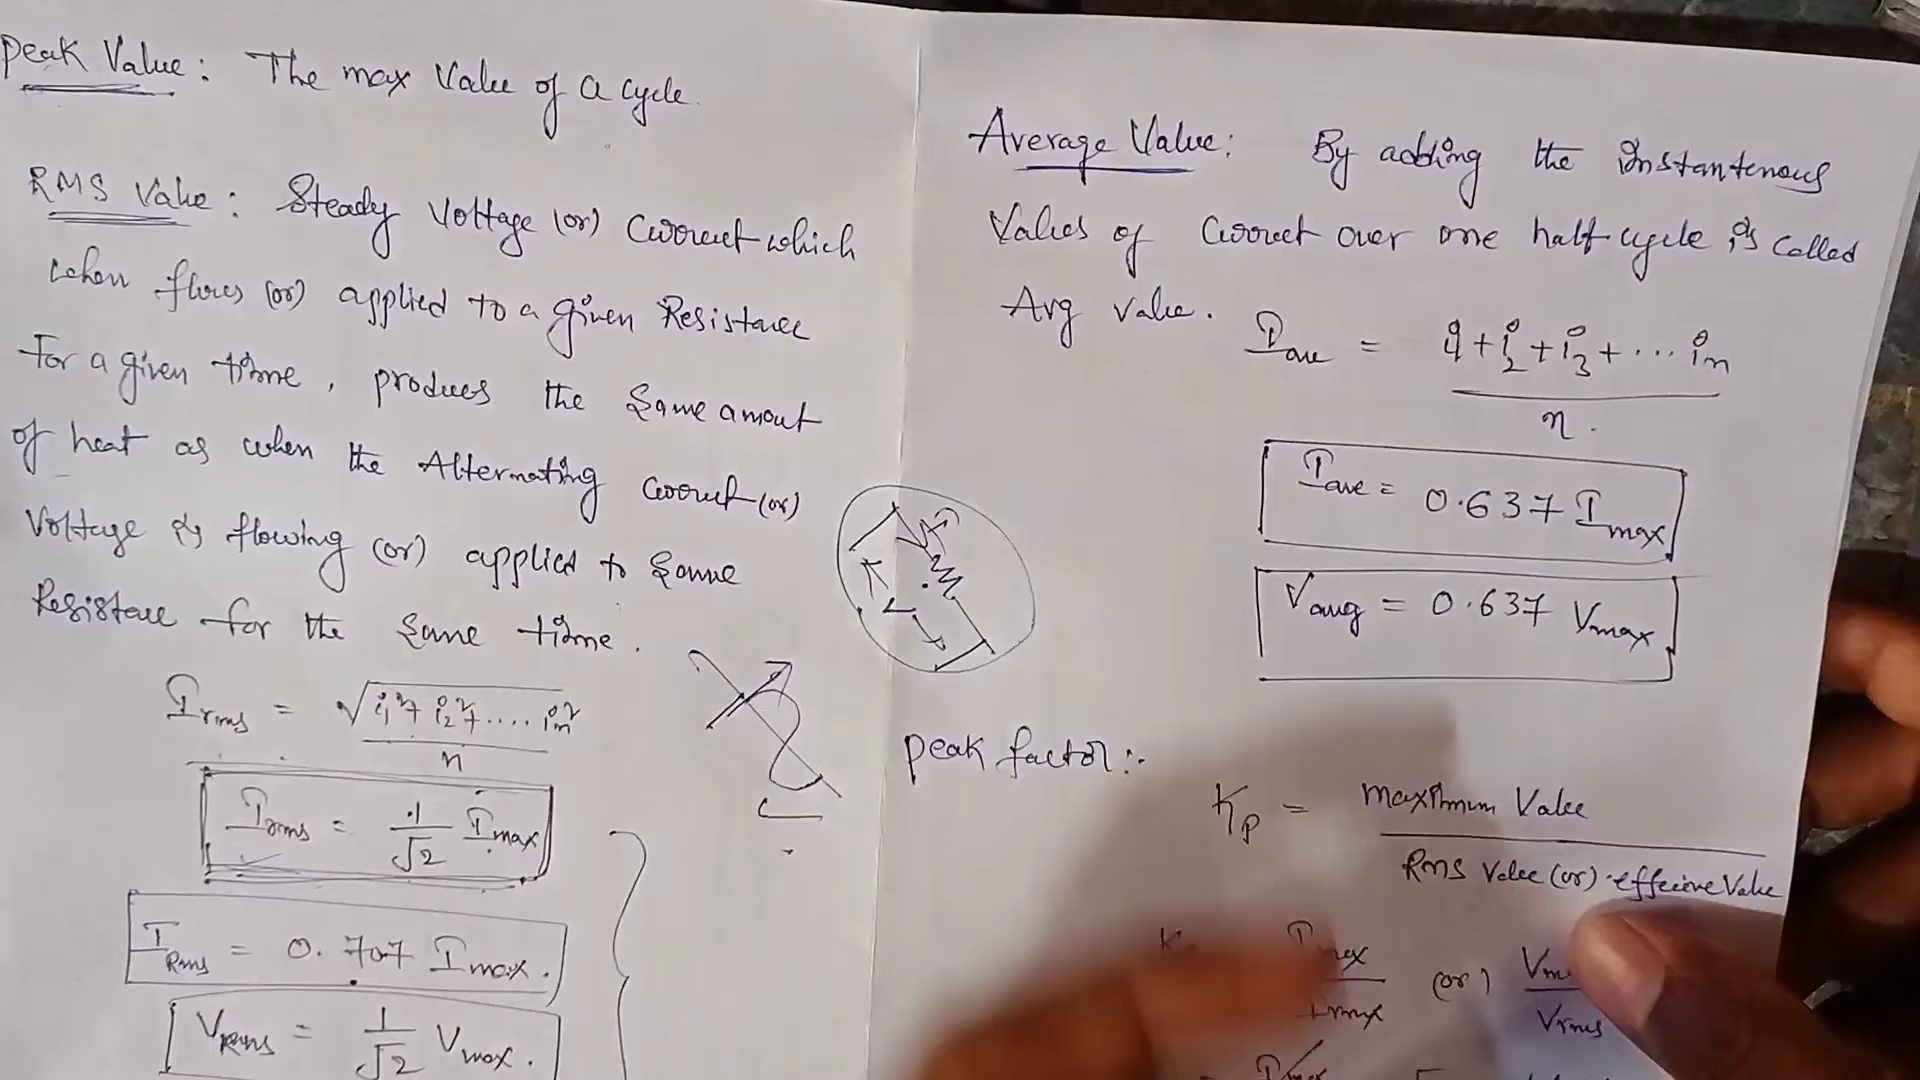 Peak Value: The max Value of a cycle.
RMS Value: Steady Voltage (or) Current which
when flows (or) applied to a given Resistance
For a given time, produces the same amout
of heat as when the Alternating current (or)
Voltage is flowing (or) applied to same
Resistance for the same time.
Irms = √i₁²+ i₂²+.... iₙ² / n
Irms = 1/√2 Imax
IRms = 0.707 Imax.
VRms = 1/√2 Vmax.
Average Value: By adding the instantenous
Values of Current over one half cycle is called
Avg value.
Iave = i₁+i₂+i₃+...iₙ / n.
Iave = 0.637 Imax
Vavg = 0.637 Vmax
Peak factor:-
Kp = maximum Value / Rms Value (or) effecive Value
(or)
Vrms